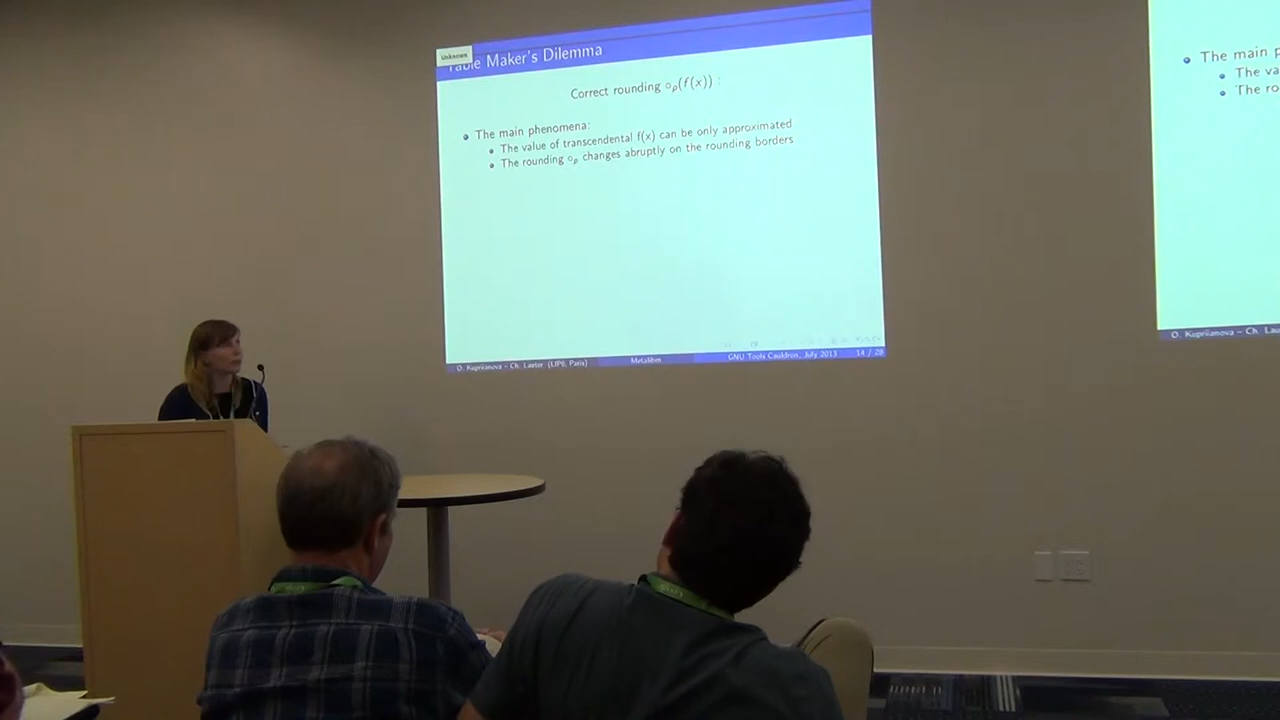 Unknown
Table Maker's Dilemma
Correct rounding ∘ₚ(f(x)) :
The main phenomena:
The value of transcendental f(x) can be only approximated
The rounding ∘ₚ changes abruptly on the rounding borders
O. Kupriianova – Ch. Lauter (LIP6, Paris) Metalibm GNU Tools Cauldron, July 2013 14 / 28
The main p
The va
The ro
O. Kupriianova – Ch. Lau